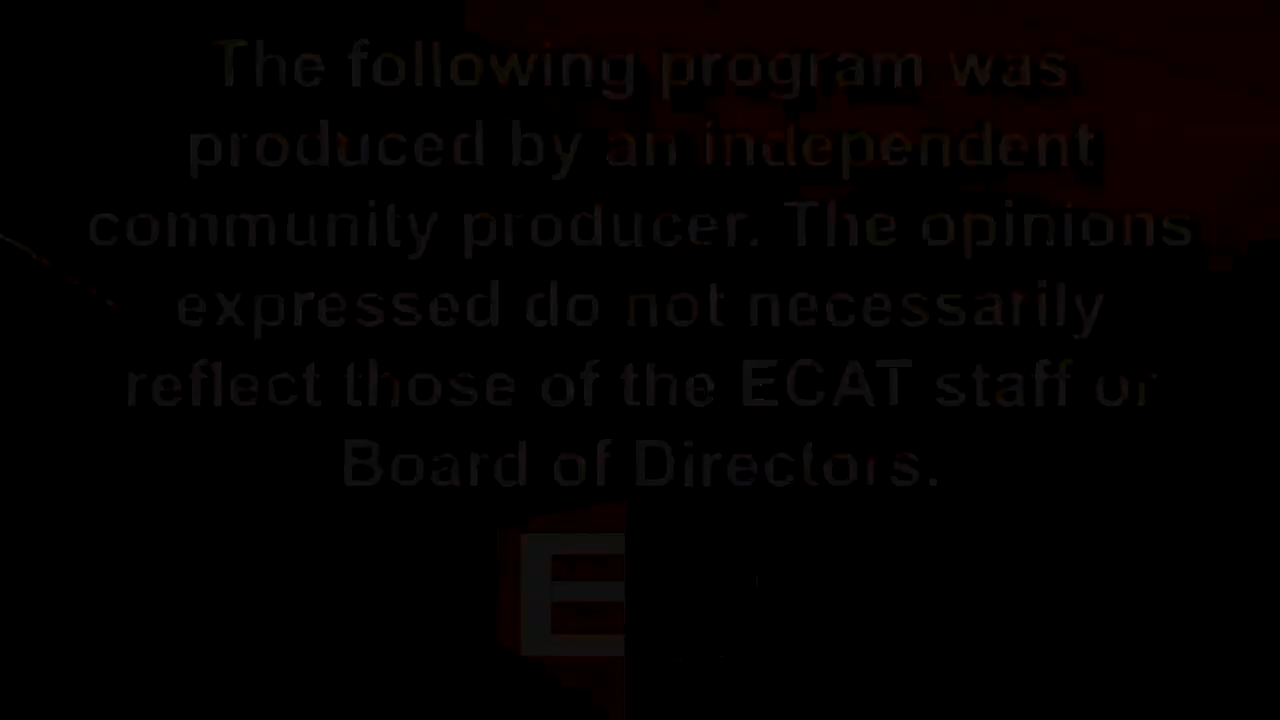 The following program was
produced by an independent
community producer. The opinions
expressed do not necessarily
reflect those of the ECAT staff or
Board of Directors.
E